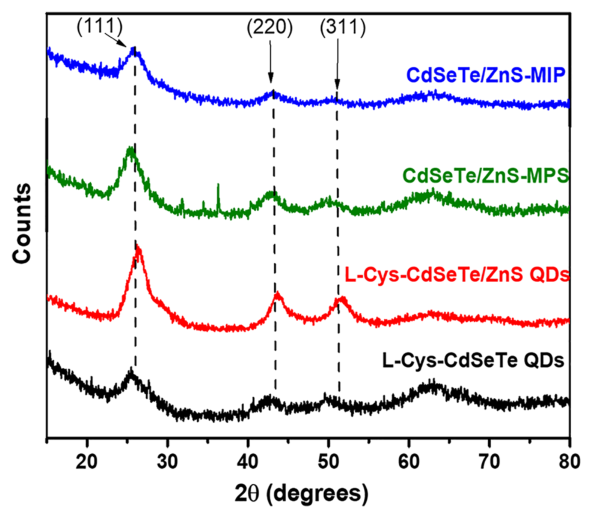 (111)
(220)
(311)
CdSeTe/ZnS-MIP
CdSeTe/ZnS-MPS
L-Cys-CdSeTe/ZnS QDs
L-Cys-CdSeTe QDs
Counts
20 30 40 50 60 70 80
2θ (degrees)